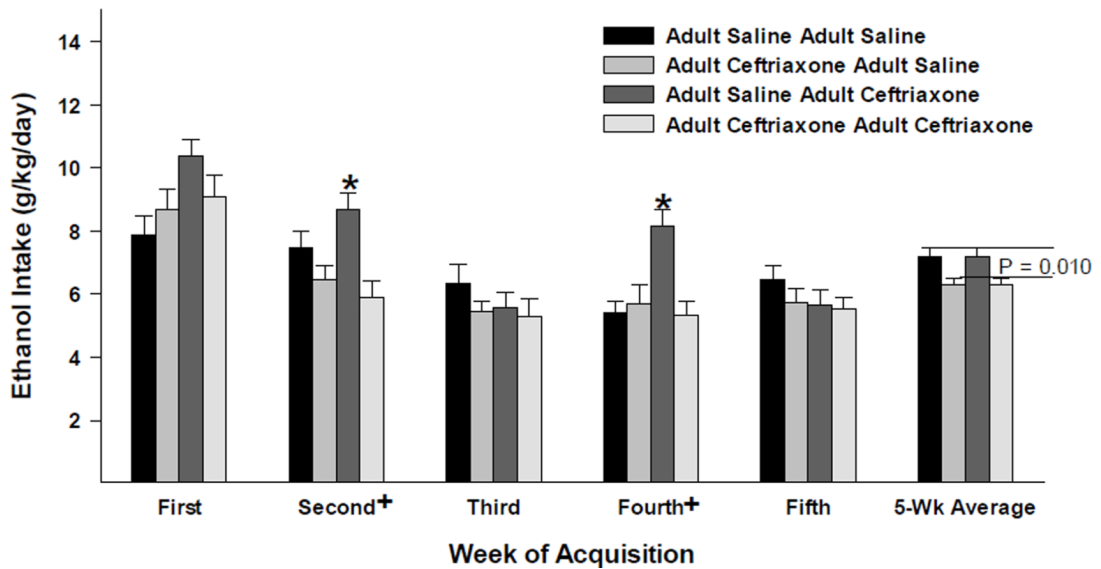 Adult Saline Adult Saline
Adult Ceftriaxone Adult Saline
Adult Saline Adult Ceftriaxone
Adult Ceftriaxone Adult Ceftriaxone
Ethanol Intake (g/kg/day)
14
12
10
8
6
4
2
*
*
P = 0.010
First Second+ Third Fourth+ Fifth 5-Wk Average
Week of Acquisition